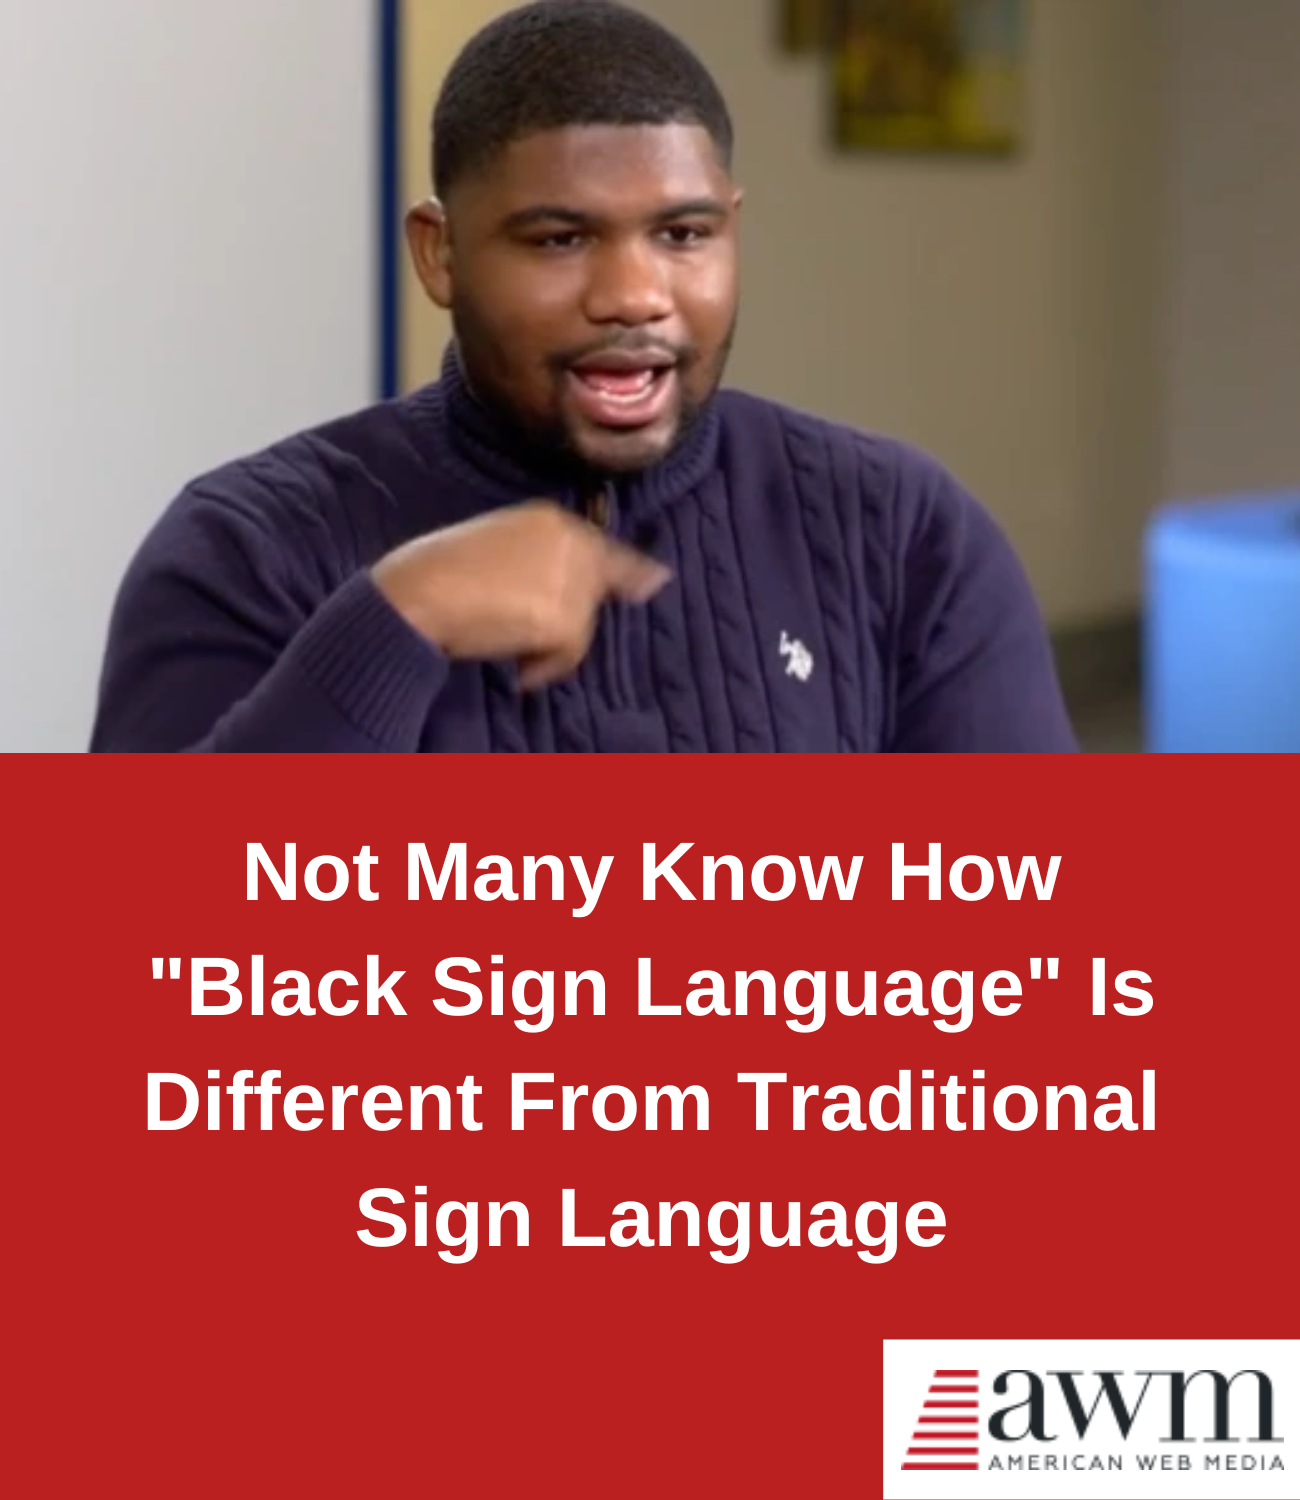 Not Many Know How
"Black Sign Language" Is
Different From Traditional
Sign Language
awm
AMERICAN WEB MEDIA